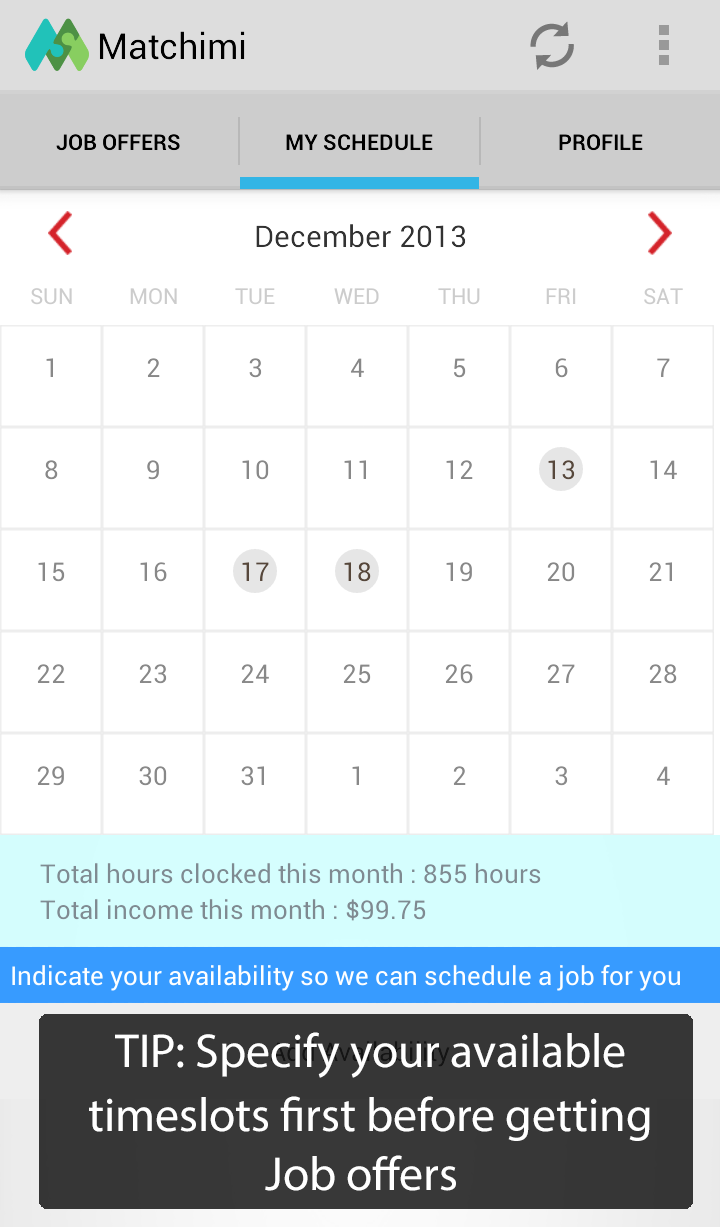 Matchimi
JOB OFFERS MY SCHEDULE PROFILE
December 2013
SUN MON TUE WED THU FRI SAT
1 2 3 4 5 6 7
8 9 10 11 12 13 14
15 16 17 18 19 20 21
22 23 24 25 26 27 28
29 30 31 1 2 3 4
Total hours clocked this month : 855 hours
Total income this month : $99.75
Indicate your availability so we can schedule a job for you
Add Availability
TIP: Specify your available
timeslots first before getting
Job offers